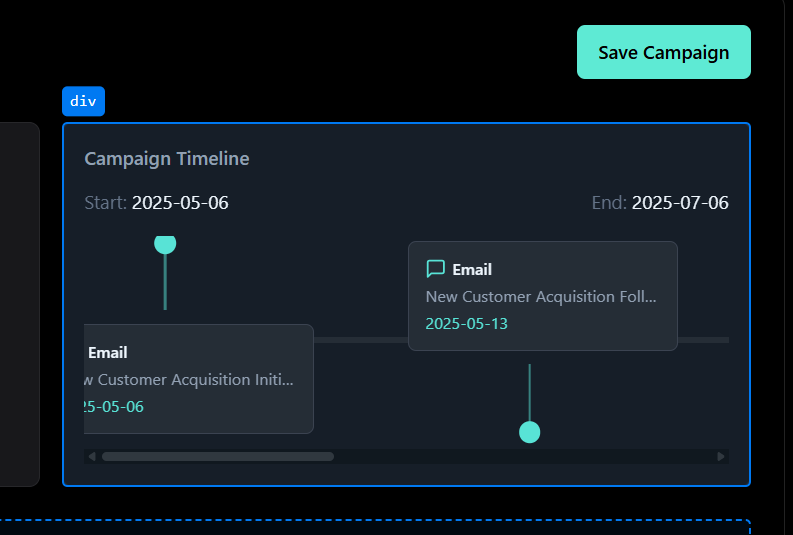 Save Campaign
div
Campaign Timeline
Start: 2025-05-06
End: 2025-07-06
Email
New Customer Acquisition Foll...
2025-05-13
Email
w Customer Acquisition Initi...
25-05-06